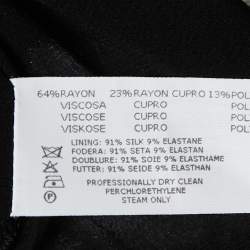 64%RAYON 23%RAYON CUPRO 13%POL
VISCOSA CUPRO POL
VISCOSE CUPRO POL
VISKOSE CUPRO POL
LINING: 91% SILK 9% ELASTANE
FODERA: 91% SETA 9% ELASTAN
DOUBLURE: 91% SOIE 9% ELASTHAME
FUTTER: 91% SEIDE 9% ELASTHAN
PROFESSIONALLY DRY CLEAN
PERCHLORETHYLENE
STEAM ONLY